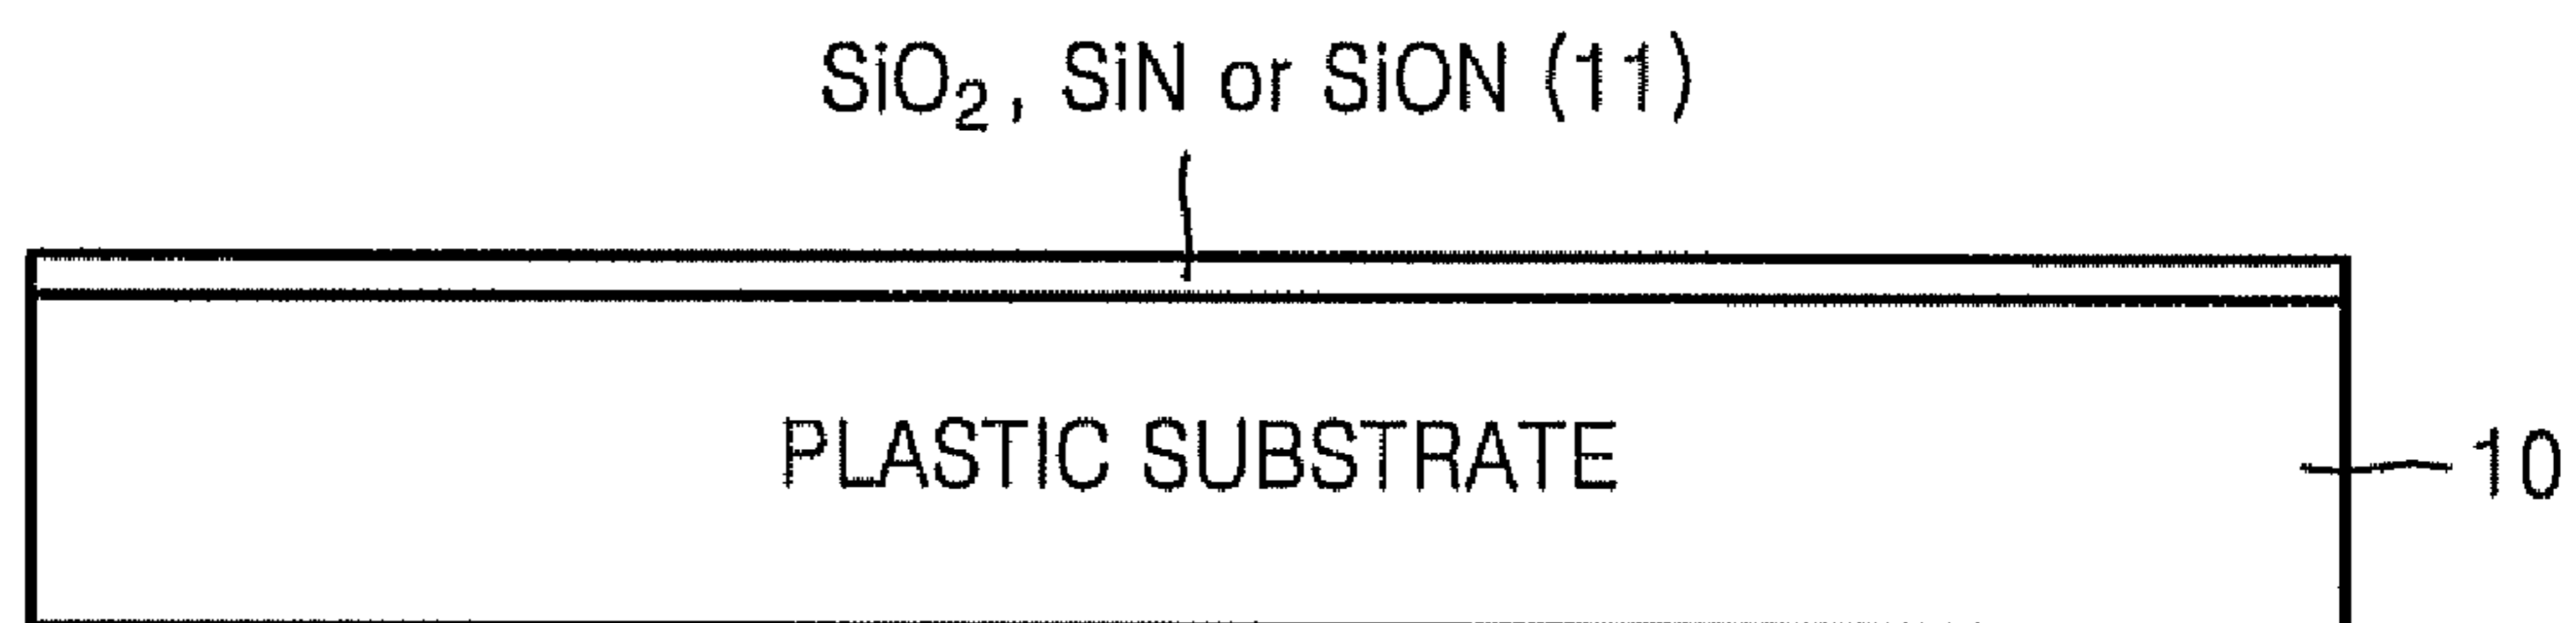 SiO₂, SiN or SiON (11)
PLASTIC SUBSTRATE
10